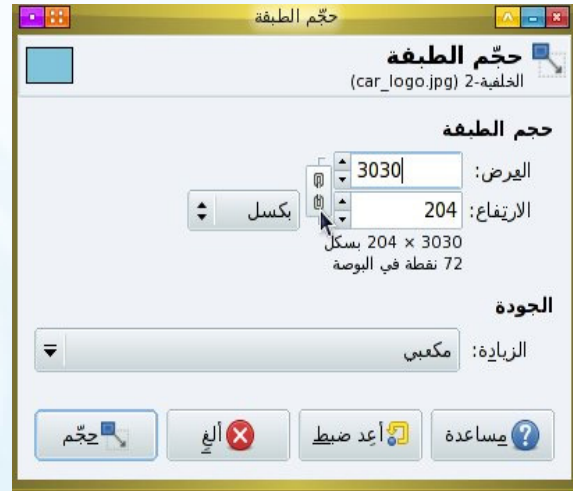 حجّم الطبقة
حجّم الطبقة
الخلفية-2 (car_logo.jpg)
حجم الطبقة
العرض: 3030
الارتفاع: 204 بكسل
3030 × 204 بسكل
72 نقطة في البوصة
الجودة
الزيادة: مكعبي
مساعدة أعِد ضبط ألغِ حجّم